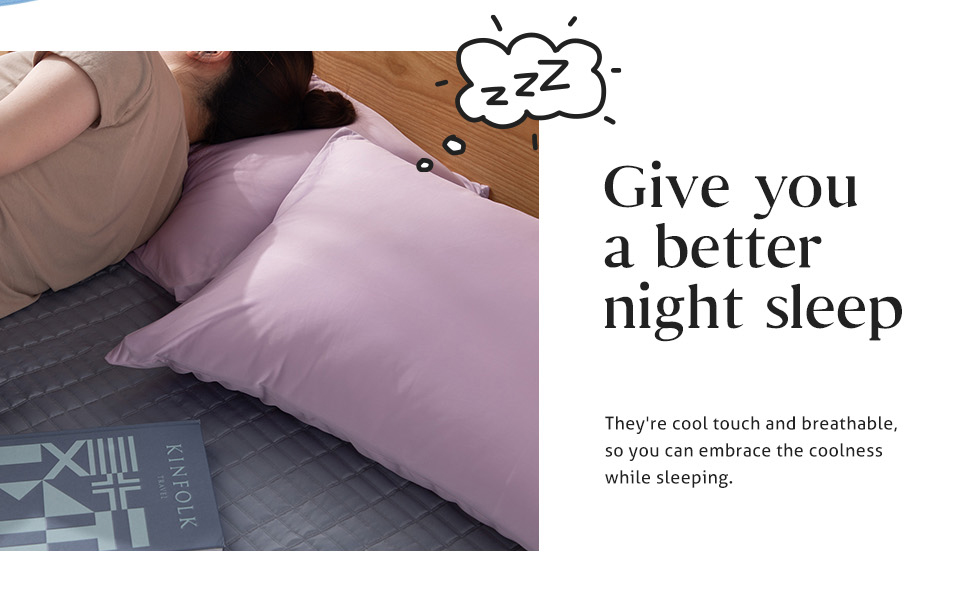 zzZ
Give you
a better
night sleep
They're cool touch and breathable,
so you can embrace the coolness
while sleeping.
KINFOLK
TRAVEL